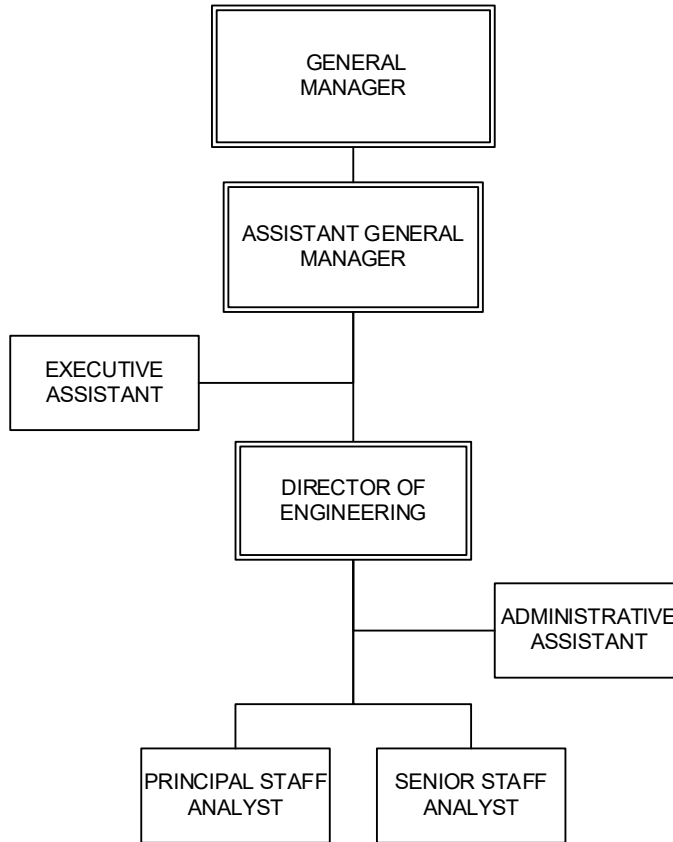 GENERAL
MANAGER
ASSISTANT GENERAL
MANAGER
EXECUTIVE
ASSISTANT
DIRECTOR OF
ENGINEERING
ADMINISTRATIVE
ASSISTANT
PRINCIPAL STAFF
ANALYST
SENIOR STAFF
ANALYST